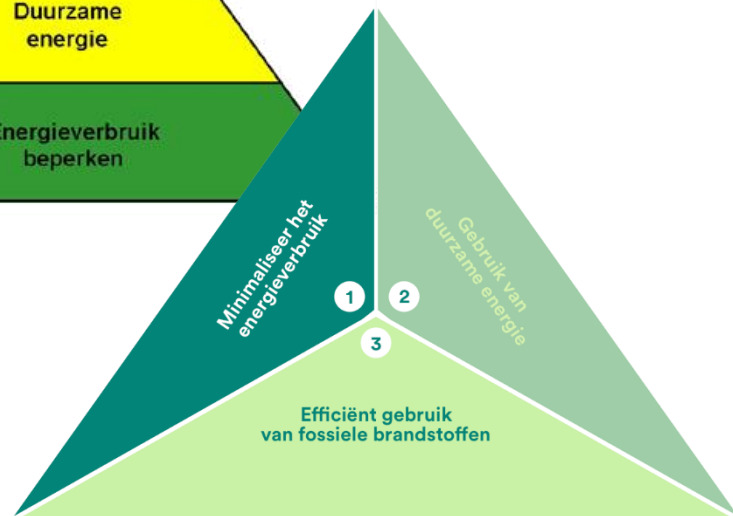 Duurzame
energie
Energieverbruik
beperken
Minimaliseer het
energieverbruik
Gebruik van
duurzame energie
1
2
3
Efficiënt gebruik
van fossiele brandstoffen